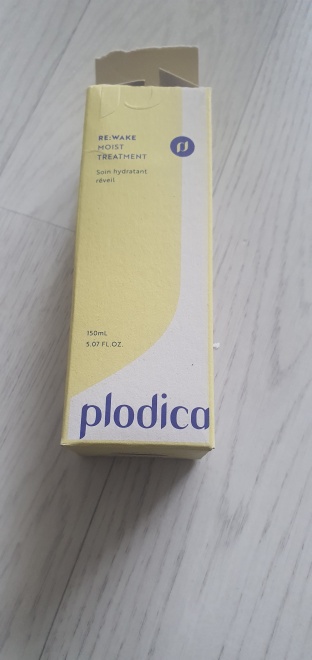 RE:WAKE
MOIST
TREATMENT
Soin hydratant
réveil
150mL
5.07 FL.OZ.
plodica